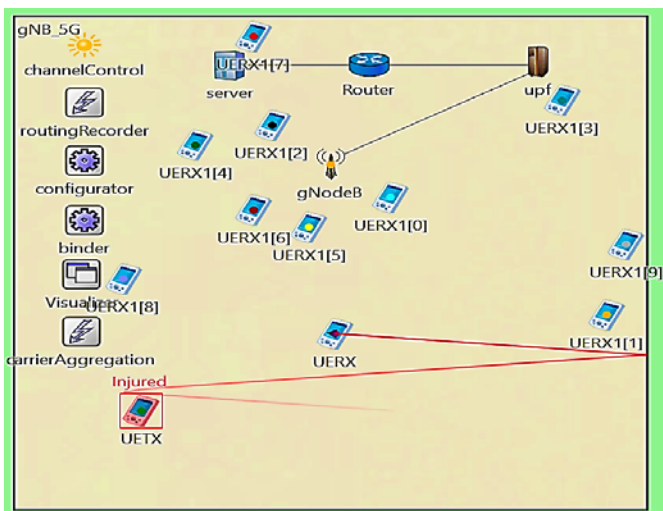 gNB_5G
channelControl
routingRecorder
configurator
binder
Visualizer
carrierAggregation
UERX1[7]
server
Router
upf
UERX1[3]
UERX1[2]
UERX1[4]
gNodeB
UERX1[0]
UERX1[6]
UERX1[5]
UERX1[9]
UERX1[8]
UERX1[1]
UERX
Injured
UETX